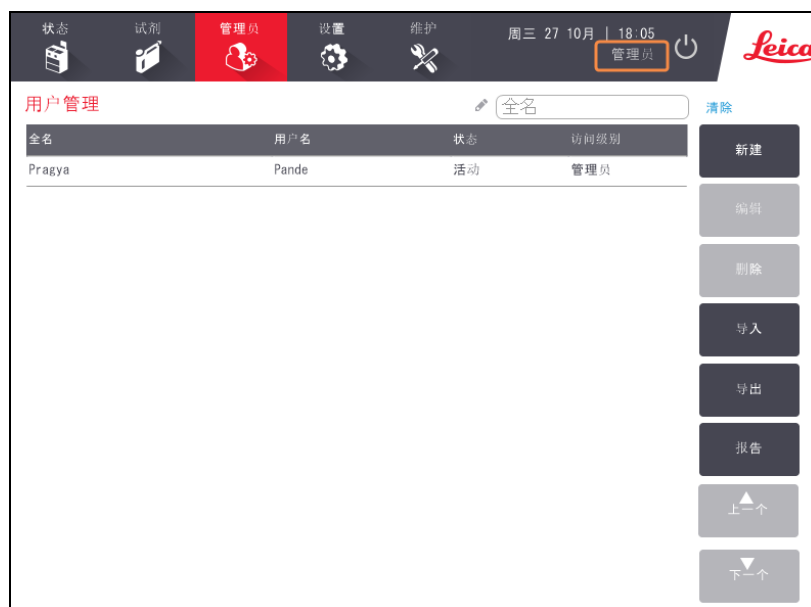 状态 试剂 管理员 设置 维护 周三 27 10月 | 18:05
管理员
Leica
用户管理 全名 清除
全名 用户名 状态 访问级别
Pragya Pande 活动 管理员
新建
编辑
删除
导入
导出
报告
上一个
下一个